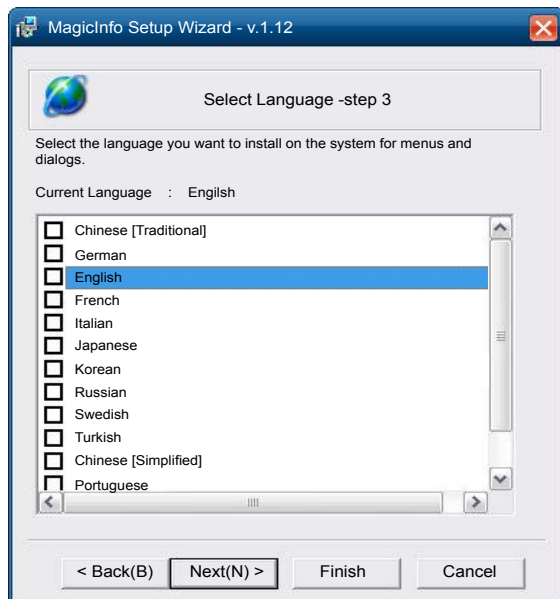 MagicInfo Setup Wizard - v.1.12
Select Language -step 3
Select the language you want to install on the system for menus and
dialogs.
Current Language : Engilsh
Chinese [Traditional]
German
English
French
Italian
Japanese
Korean
Russian
Swedish
Turkish
Chinese [Simplified]
Portuguese
< Back(B) Next(N) > Finish Cancel